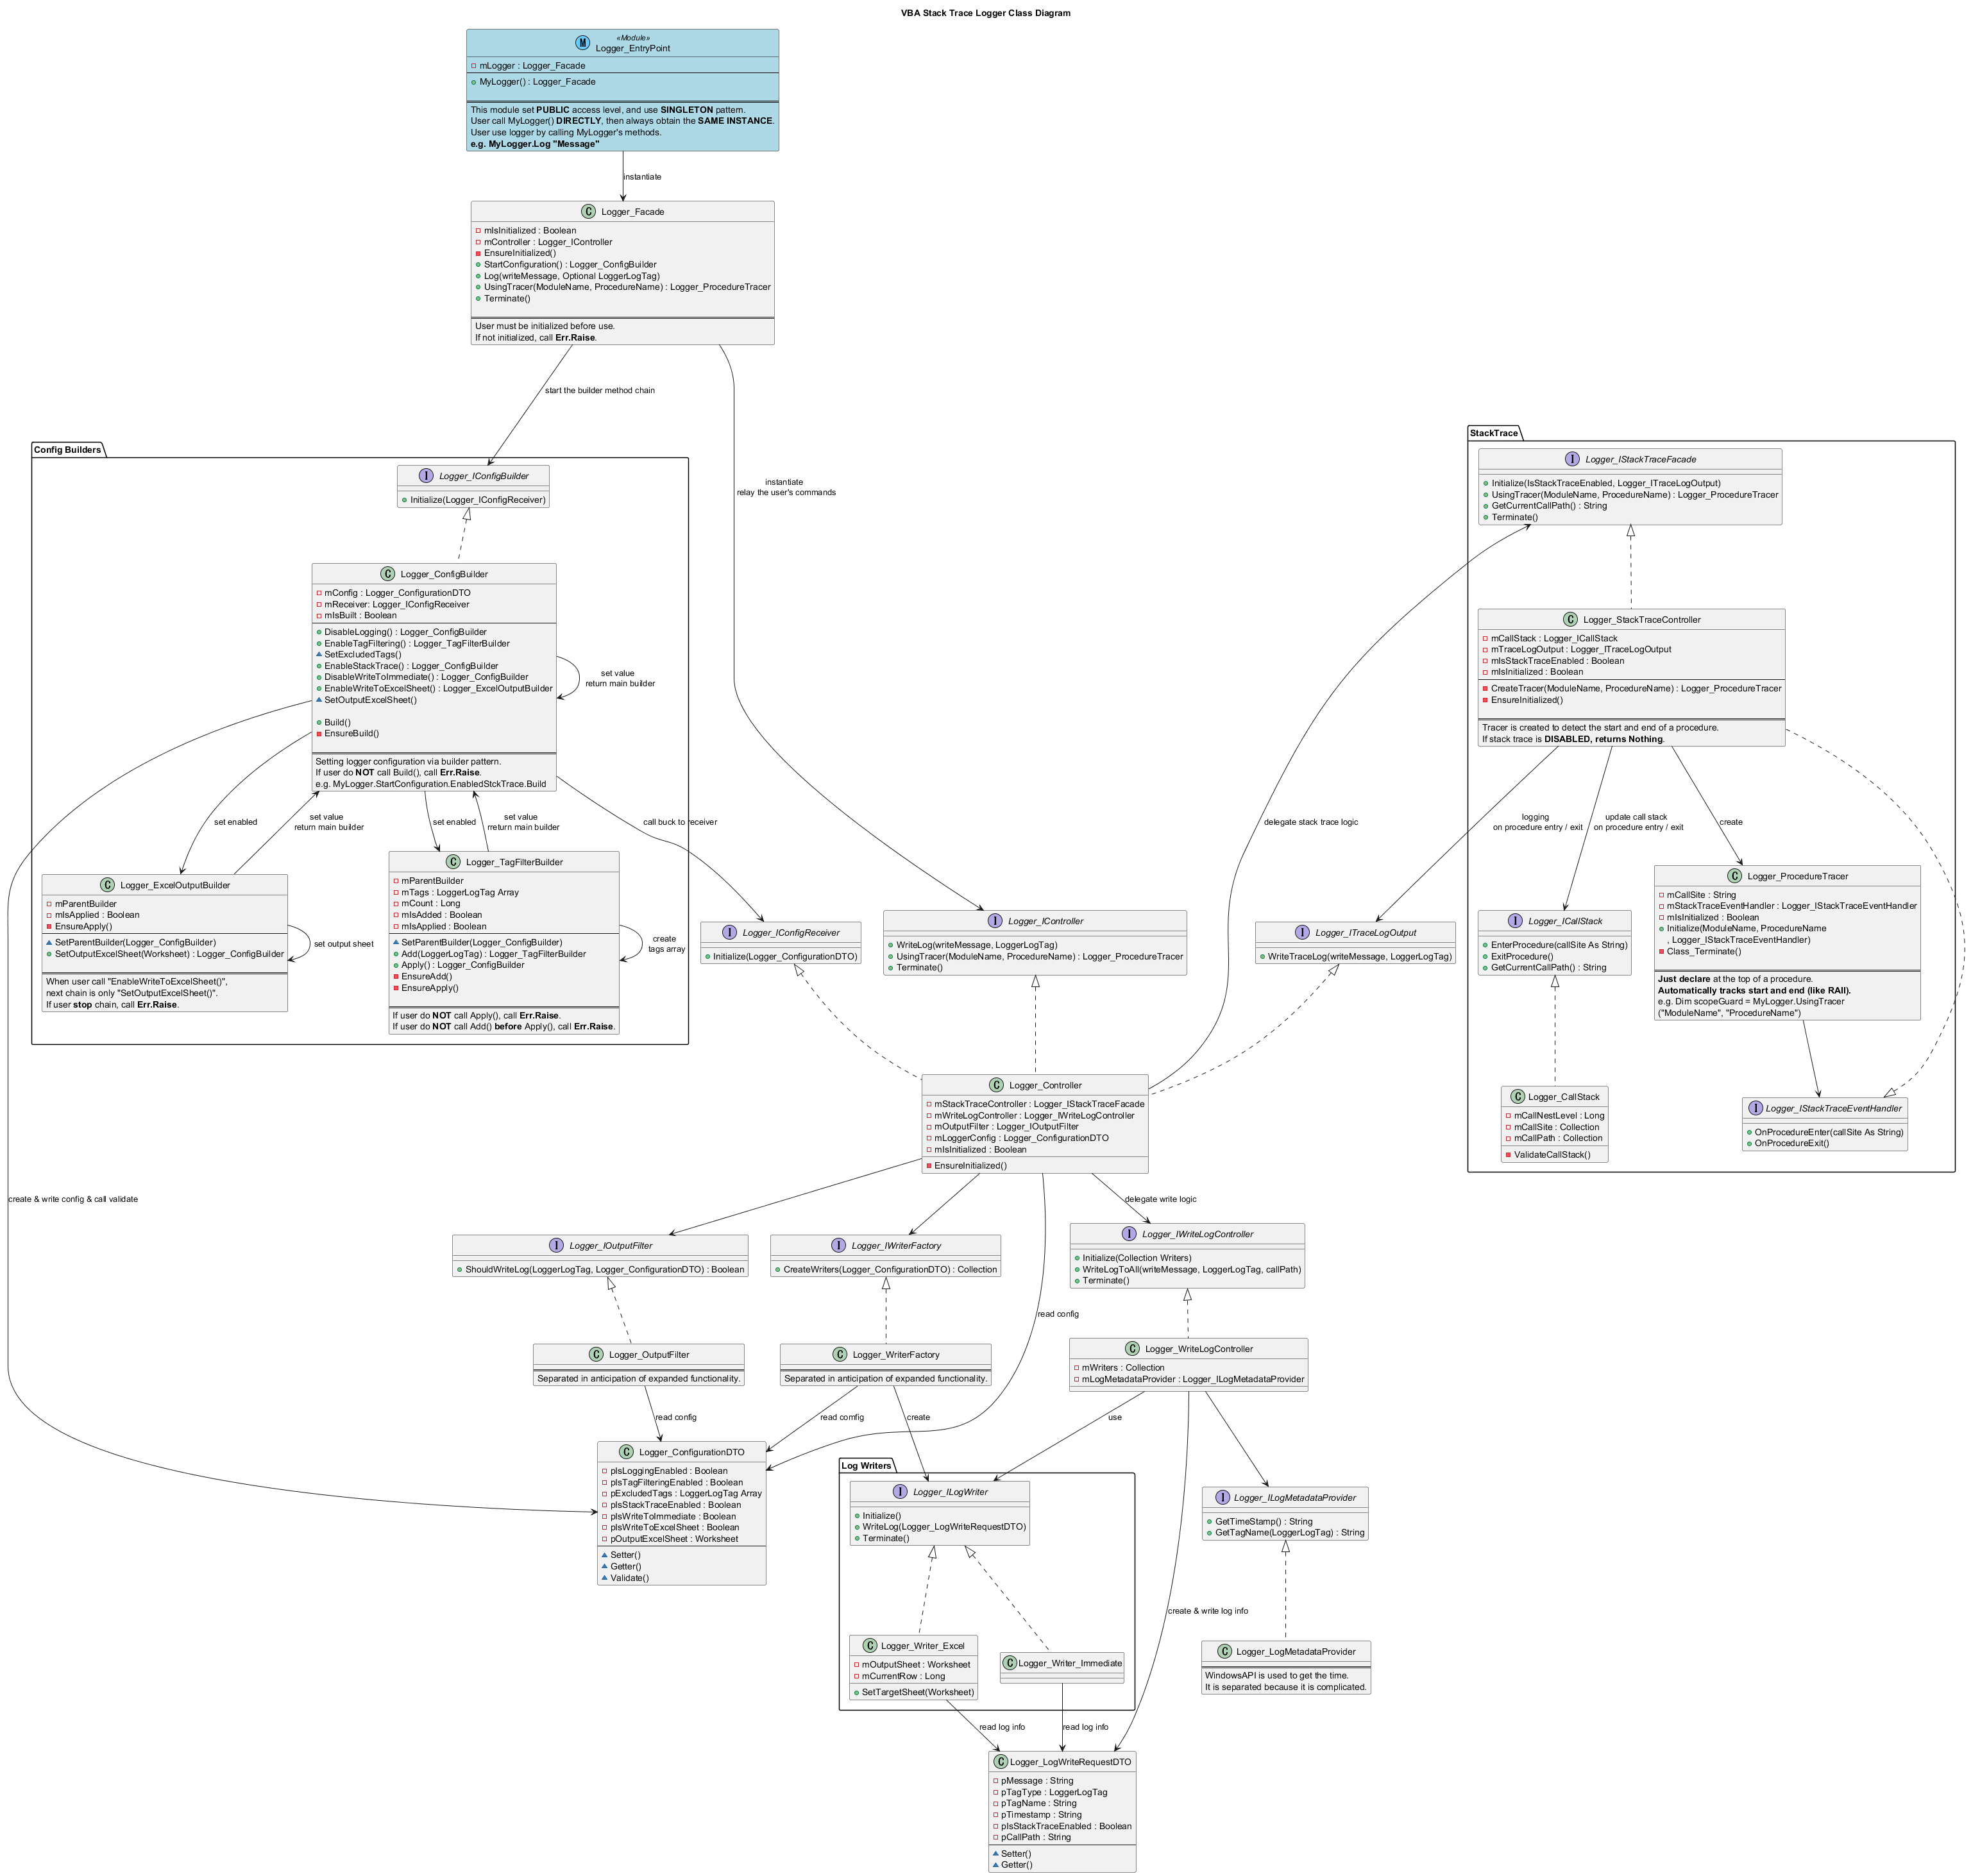 VBA Stack Trace Logger Class Diagram
M
«Module»
Logger_EntryPoint
mLogger : Logger_Facade
MyLogger() : Logger_Facade
This module set PUBLIC access level, and use SINGLETON pattern.
User call MyLogger() DIRECTLY, then always obtain the SAME INSTANCE.
User use logger by calling MyLogger's methods.
e.g. MyLogger.Log "Message"
instantiate
C
Logger_Facade
mIsInitialized : Boolean
mController : Logger_IController
EnsureInitialized()
StartConfiguration() : Logger_ConfigBuilder
Log(writeMessage, Optional LoggerLogTag)
UsingTracer(ModuleName, ProcedureName) : Logger_ProcedureTracer
Terminate()
User must be initialized before use.
If not initialized, call Err.Raise.
start the builder method chain
instantiate
relay the user's commands
Config Builders
I
Logger_IConfigBuilder
Initialize(Logger_IConfigReceiver)
C
Logger_ConfigBuilder
mConfig : Logger_ConfigurationDTO
mReceiver: Logger_IConfigReceiver
mIsBuilt : Boolean
DisableLogging() : Logger_ConfigBuilder
EnableTagFiltering() : Logger_TagFilterBuilder
SetExcludedTags()
EnableStackTrace() : Logger_ConfigBuilder
DisableWriteToImmediate() : Logger_ConfigBuilder
EnableWriteToExcelSheet() : Logger_ExcelOutputBuilder
SetOutputExcelSheet()
Build()
EnsureBuild()
Setting logger configuration via builder pattern.
If user do NOT call Build(), call Err.Raise.
e.g. MyLogger.StartConfiguration.EnabledStckTrace.Build
set value
return main builder
set enabled
set value
return main builder
set enabled
set value
rreturn main builder
call buck to receiver
C
Logger_ExcelOutputBuilder
mParentBuilder
mIsApplied : Boolean
EnsureApply()
SetParentBuilder(Logger_ConfigBuilder)
SetOutputExcelSheet(Worksheet) : Logger_ConfigBuilder
When user call "EnableWriteToExcelSheet()",
next chain is only "SetOutputExcelSheet()".
If user stop chain, call Err.Raise.
set output sheet
C
Logger_TagFilterBuilder
mParentBuilder
mTags : LoggerLogTag Array
mCount : Long
mIsAdded : Boolean
mIsApplied : Boolean
SetParentBuilder(Logger_ConfigBuilder)
Add(LoggerLogTag) : Logger_TagFilterBuilder
Apply() : Logger_ConfigBuilder
EnsureAdd()
EnsureApply()
If user do NOT call Apply(), call Err.Raise.
If user do NOT call Add() before Apply(), call Err.Raise.
create
tags array
StackTrace
I
Logger_IStackTraceFacade
Initialize(IsStackTraceEnabled, Logger_ITraceLogOutput)
UsingTracer(ModuleName, ProcedureName) : Logger_ProcedureTracer
GetCurrentCallPath() : String
Terminate()
C
Logger_StackTraceController
mCallStack : Logger_ICallStack
mTraceLogOutput : Logger_ITraceLogOutput
mIsStackTraceEnabled : Boolean
mIsInitialized : Boolean
CreateTracer(ModuleName, ProcedureName) : Logger_ProcedureTracer
EnsureInitialized()
Tracer is created to detect the start and end of a procedure.
If stack trace is DISABLED, returns Nothing.
delegate stack trace logic
logging
on procedure entry / exit
update call stack
on procedure entry / exit
create
C
Logger_ProcedureTracer
mCallSite : String
mStackTraceEventHandler : Logger_IStackTraceEventHandler
mIsInitialized : Boolean
Initialize(ModuleName, ProcedureName
, Logger_IStackTraceEventHandler)
Class_Terminate()
Just declare at the top of a procedure.
Automatically tracks start and end (like RAII).
e.g. Dim scopeGuard = MyLogger.UsingTracer
("ModuleName", "ProcedureName")
I
Logger_ICallStack
EnterProcedure(callSite As String)
ExitProcedure()
GetCurrentCallPath() : String
C
Logger_CallStack
mCallNestLevel : Long
mCallSite : Collection
mCallPath : Collection
ValidateCallStack()
I
Logger_IStackTraceEventHandler
OnProcedureEnter(callSite As String)
OnProcedureExit()
I
Logger_IConfigReceiver
Initialize(Logger_ConfigurationDTO)
I
Logger_IController
WriteLog(writeMessage, LoggerLogTag)
UsingTracer(ModuleName, ProcedureName) : Logger_ProcedureTracer
Terminate()
I
Logger_ITraceLogOutput
WriteTraceLog(writeMessage, LoggerLogTag)
C
Logger_Controller
mStackTraceController : Logger_IStackTraceFacade
mWriteLogController : Logger_IWriteLogController
mOutputFilter : Logger_IOutputFilter
mLoggerConfig : Logger_ConfigurationDTO
mIsInitialized : Boolean
EnsureInitialized()
create & write config & call validate
delegate write logic
read config
I
Logger_IOutputFilter
ShouldWriteLog(LoggerLogTag, Logger_ConfigurationDTO) : Boolean
I
Logger_IWriterFactory
CreateWriters(Logger_ConfigurationDTO) : Collection
I
Logger_IWriteLogController
Initialize(Collection Writers)
WriteLogToAll(writeMessage, LoggerLogTag, callPath)
Terminate()
C
Logger_OutputFilter
Separated in anticipation of expanded functionality.
C
Logger_WriterFactory
Separated in anticipation of expanded functionality.
C
Logger_WriteLogController
mWriters : Collection
mLogMetadataProvider : Logger_ILogMetadataProvider
read config
read comfig
create
use
C
Logger_ConfigurationDTO
pIsLoggingEnabled : Boolean
pIsTagFilteringEnabled : Boolean
pExcludedTags : LoggerLogTag Array
pIsStackTraceEnabled : Boolean
pIsWriteToImmediate : Boolean
pIsWriteToExcelSheet : Boolean
pOutputExcelSheet : Worksheet
Setter()
Getter()
Validate()
Log Writers
I
Logger_ILogWriter
Initialize()
WriteLog(Logger_LogWriteRequestDTO)
Terminate()
I
Logger_ILogMetadataProvider
GetTimeStamp() : String
GetTagName(LoggerLogTag) : String
create & write log info
C
Logger_Writer_Excel
mOutputSheet : Worksheet
mCurrentRow : Long
SetTargetSheet(Worksheet)
C
Logger_Writer_Immediate
C
Logger_LogMetadataProvider
WindowsAPI is used to get the time.
It is separated because it is complicated.
read log info
read log info
C
Logger_LogWriteRequestDTO
pMessage : String
pTagType : LoggerLogTag
pTagName : String
pTimestamp : String
pIsStackTraceEnabled : Boolean
pCallPath : String
Setter()
Getter()